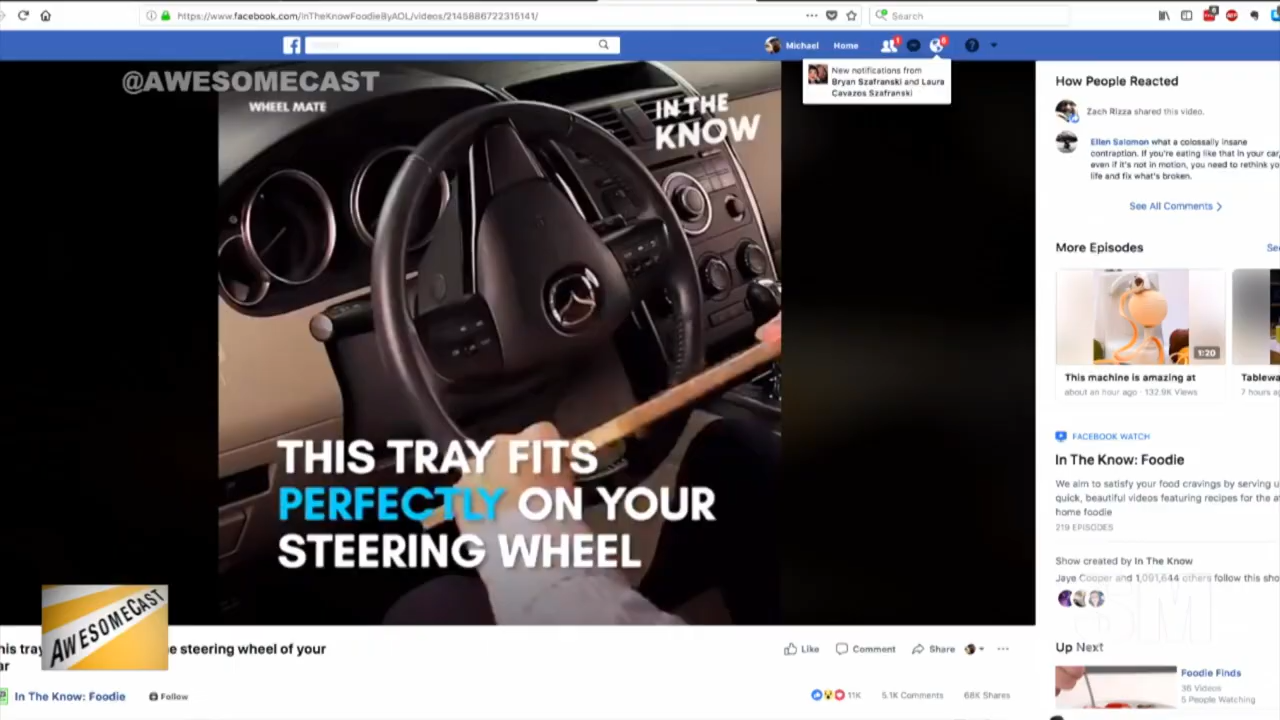 https://www.facebook.com/InTheKnowFoodieByAOL/videos/2145886722315141/
Search
Michael
Home
New notifications from
Bryan Szafranski and Laura
Cavazos Szafranski
@AWESOMECAST
WHEEL MATE
IN THE
KNOW
THIS TRAY FITS
PERFECTLY ON YOUR
STEERING WHEEL
AWESOMECAST
his tray
e steering wheel of your
ar
Like
Comment
Share
In The Know: Foodie
Follow
11K
5.1K Comments
68K Shares
How People Reacted
Zach Rizza shared this video.
Ellen Salomon what a colossally insane
contraption. If you're eating like that in your car,
even if it's not in motion, you need to rethink yo
life and fix what's broken.
See All Comments
More Episodes
See
1:20
This machine is amazing at
about an hour ago · 132.9K Views
Tablewa
7 hours ag
FACEBOOK WATCH
In The Know: Foodie
We aim to satisfy your food cravings by serving u
quick, beautiful videos featuring recipes for the a
home foodie
219 EPISODES
Show created by In The Know
Jaye Cooper and 1,091,644 others follow this sho
SM
Up Next
Foodie Finds
36 Videos
5 People Watching